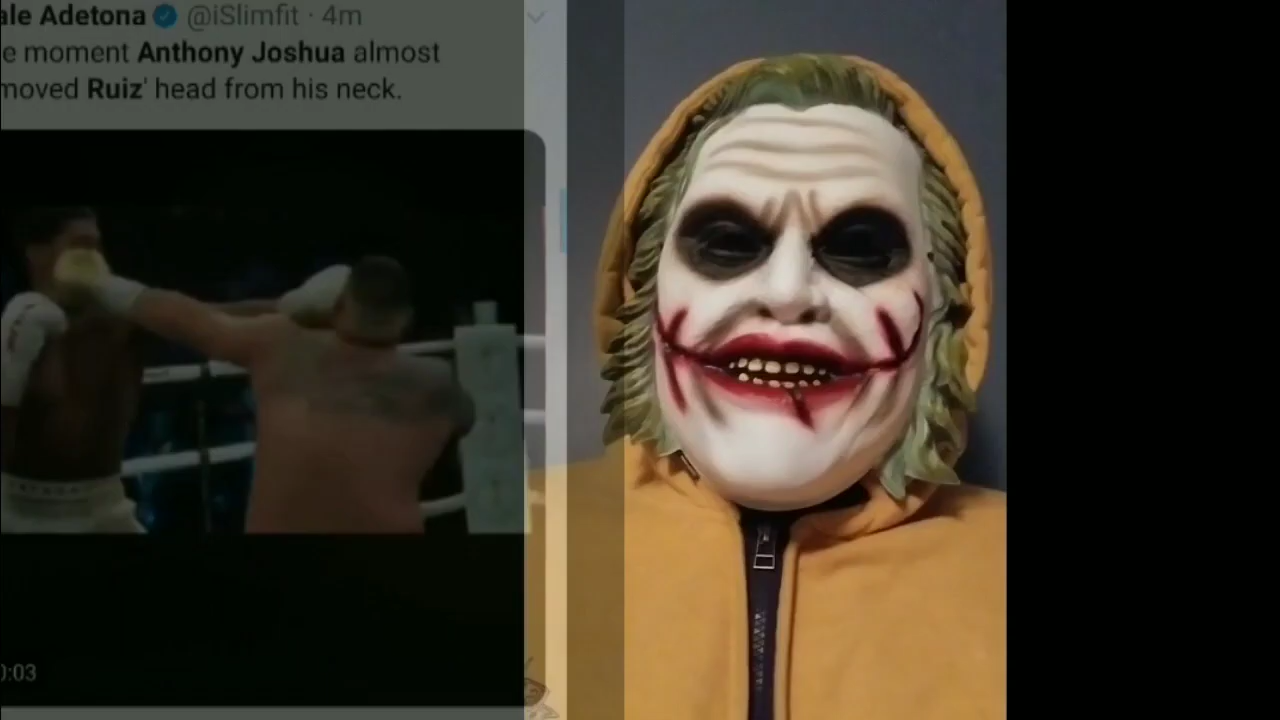 ale Adetona @iSlimfit · 4m
e moment Anthony Joshua almost
moved Ruiz' head from his neck.
0:03